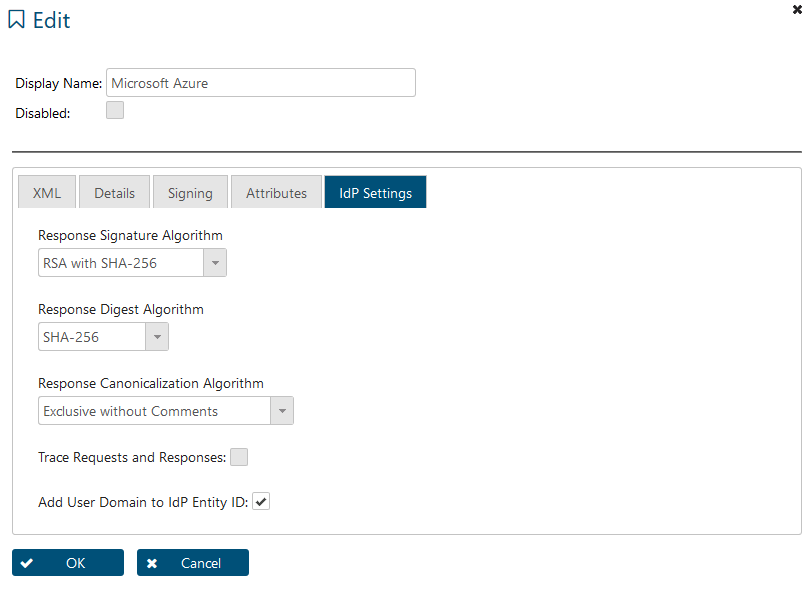 Edit
Display Name: Microsoft Azure
Disabled:
XML Details Signing Attributes IdP Settings
Response Signature Algorithm
RSA with SHA-256
Response Digest Algorithm
SHA-256
Response Canonicalization Algorithm
Exclusive without Comments
Trace Requests and Responses:
Add User Domain to IdP Entity ID:
OK Cancel